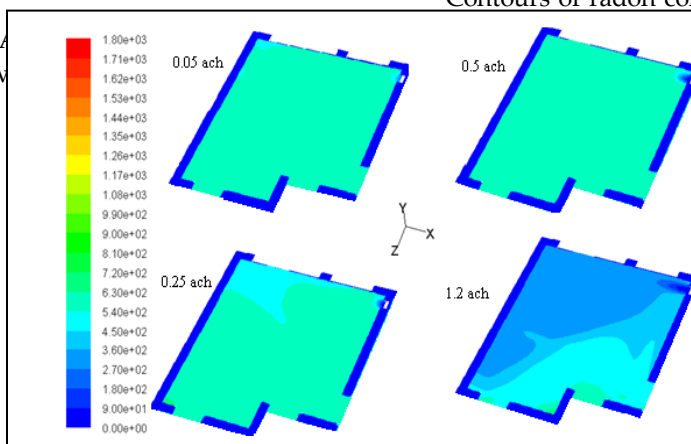 Contours of radon co
1.80e+03
1.71e+03
1.62e+03
1.53e+03
1.44e+03
1.35e+03
1.26e+03
1.17e+03
1.08e+03
9.90e+02
9.00e+02
8.10e+02
7.20e+02
6.30e+02
5.40e+02
4.50e+02
3.60e+02
2.70e+02
1.80e+02
9.00e+01
0.00e+00
0.05 ach
0.5 ach
Y
X
Z
0.25 ach
1.2 ach